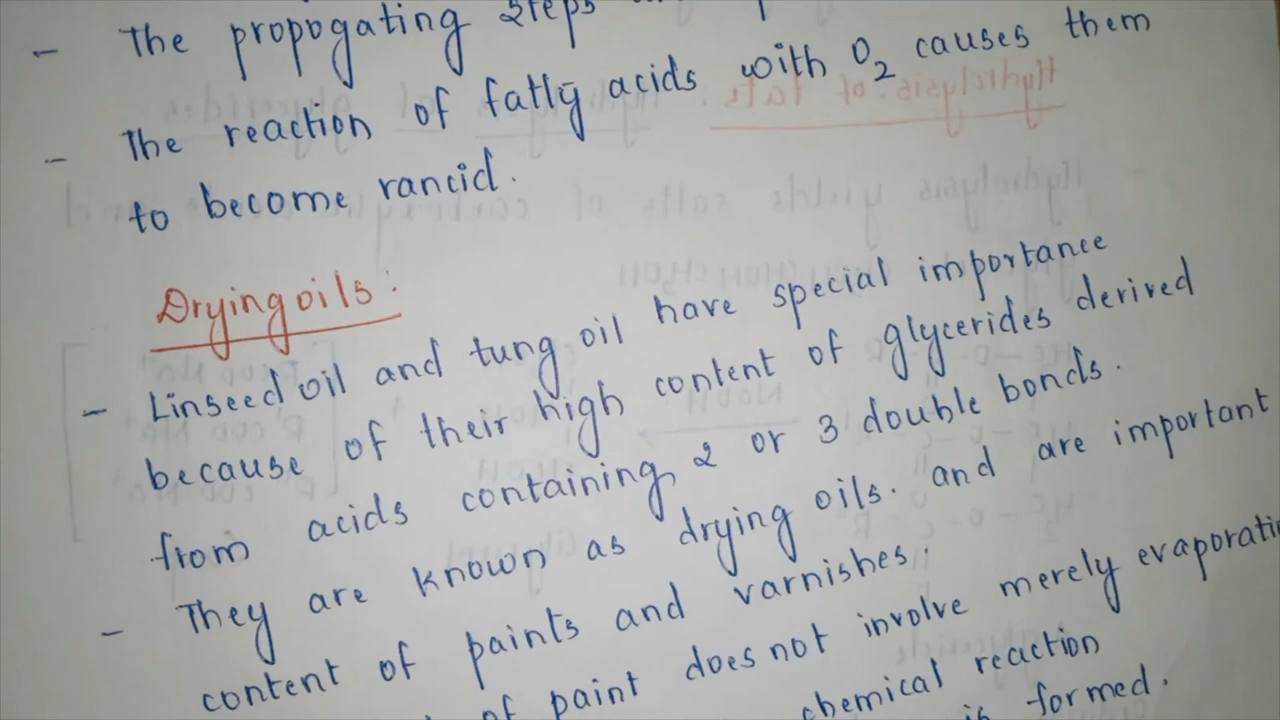 - The propogating steps
- The reaction of fatty acids with O2 causes them
to become rancid.
Drying oils:
- Linseed oil and tung oil have special importance
because of their high content of glycerides derived
from acids containing 2 or 3 double bonds.
- They are known as drying oils. and are important
content of paints and varnishes.
of paint does not involve merely evaporati
chemical reaction
is formed.